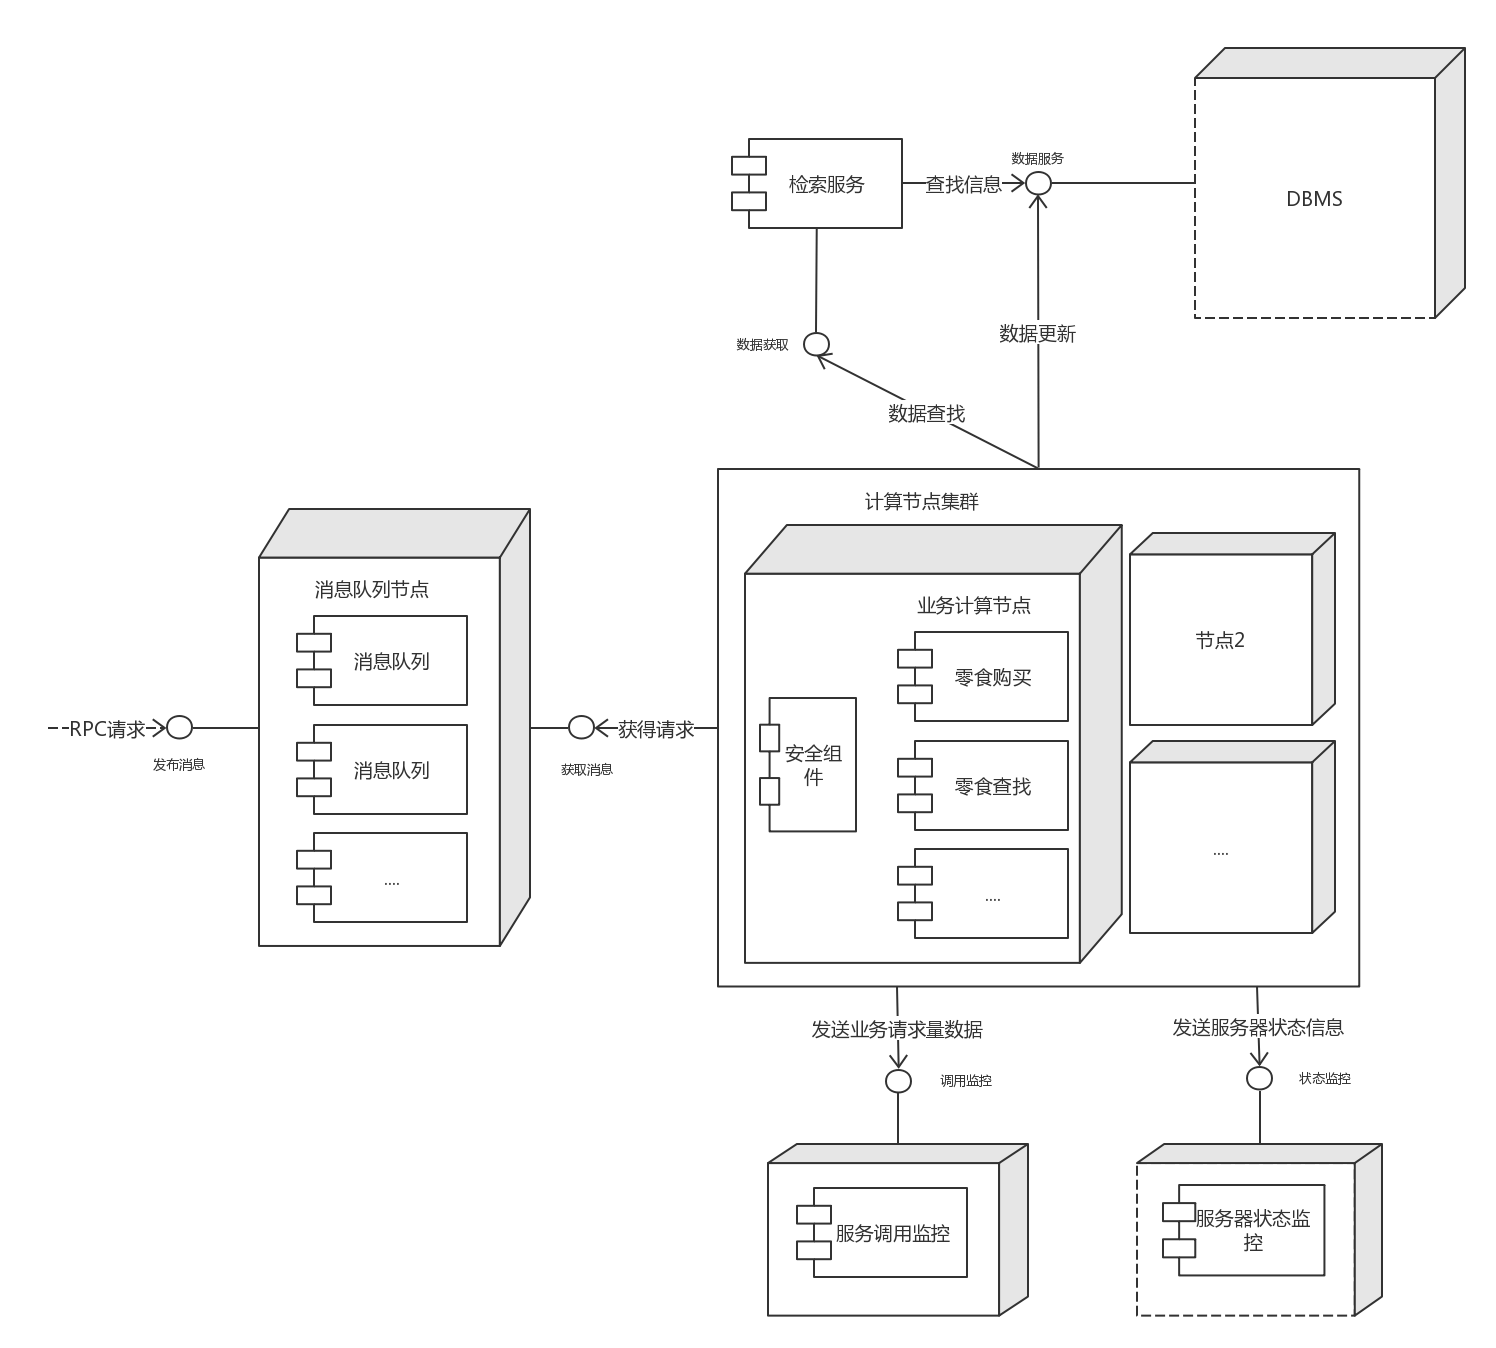 数据服务
检索服务
查找信息
DBMS
数据获取
数据更新
数据查找
计算节点集群
消息队列节点
业务计算节点
消息队列
零食购买
节点2
RPC请求
获得请求
发布消息
获取消息
消息队列
安全组
件
零食查找
....
....
....
发送业务请求量数据
发送服务器状态信息
调用监控
状态监控
服务调用监控
服务器状态监
控